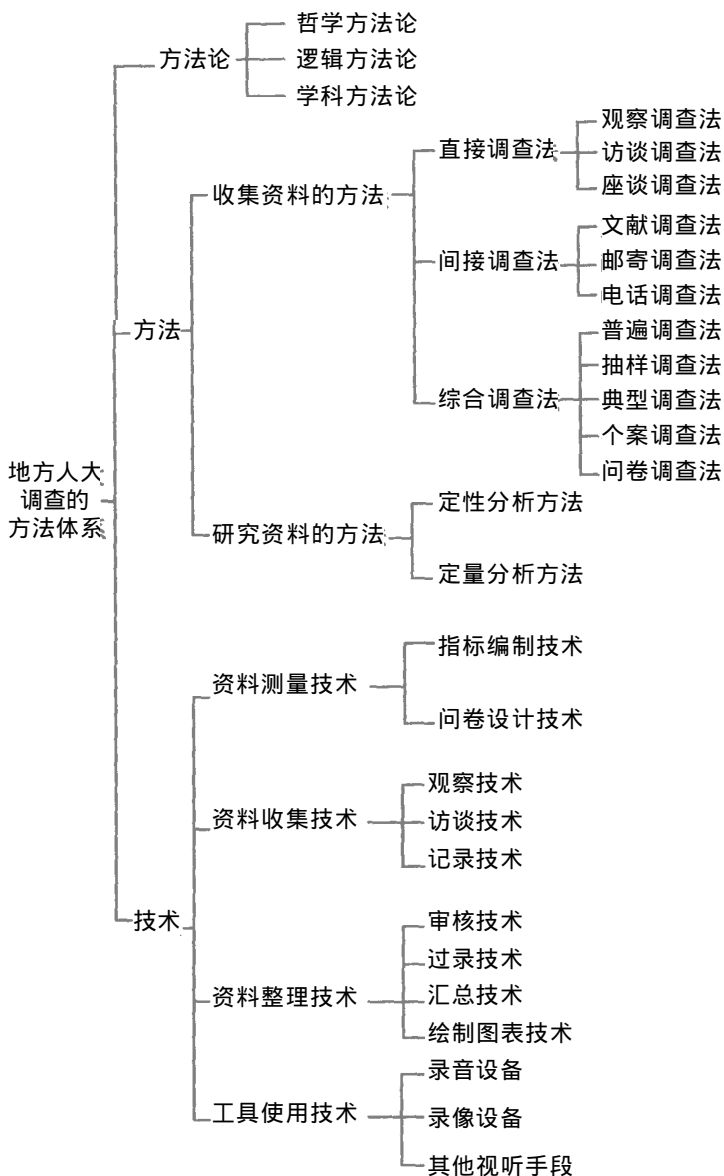 哲学方法论
方法论
逻辑方法论
学科方法论
观察调查法
直接调查法
访谈调查法
座谈调查法
收集资料的方法
文献调查法
间接调查法
邮寄调查法
电话调查法
方法
普遍调查法
抽样调查法
综合调查法
典型调查法
个案调查法
问卷调查法
地方人大
调查的
方法体系
定性分析方法
研究资料的方法
定量分析方法
指标编制技术
资料测量技术
问卷设计技术
观察技术
资料收集技术
访谈技术
记录技术
技术
审核技术
过录技术
资料整理技术
汇总技术
绘制图表技术
录音设备
工具使用技术
录像设备
其他视听手段